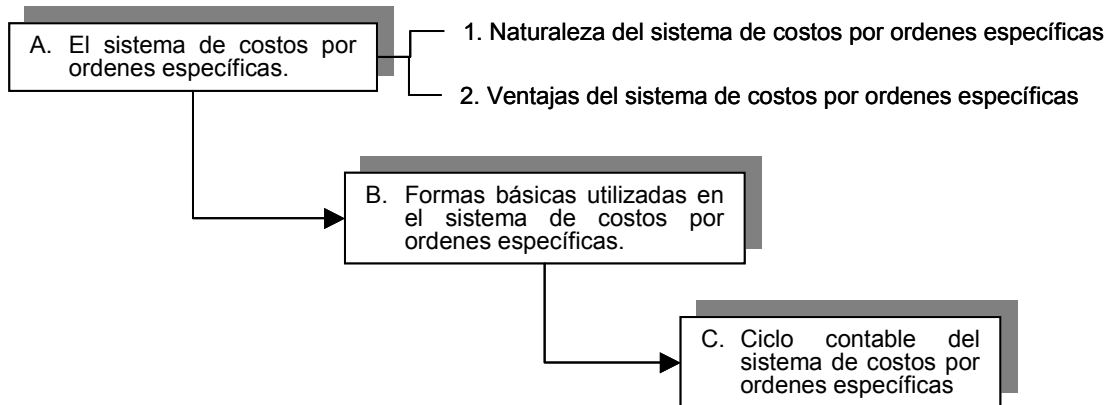 A. El sistema de costos por
ordenes específicas.
1. Naturaleza del sistema de costos por ordenes específicas
2. Ventajas del sistema de costos por ordenes específicas
B. Formas básicas utilizadas en
el sistema de costos por
ordenes específicas.
C. Ciclo contable del
sistema de costos por
ordenes específicas